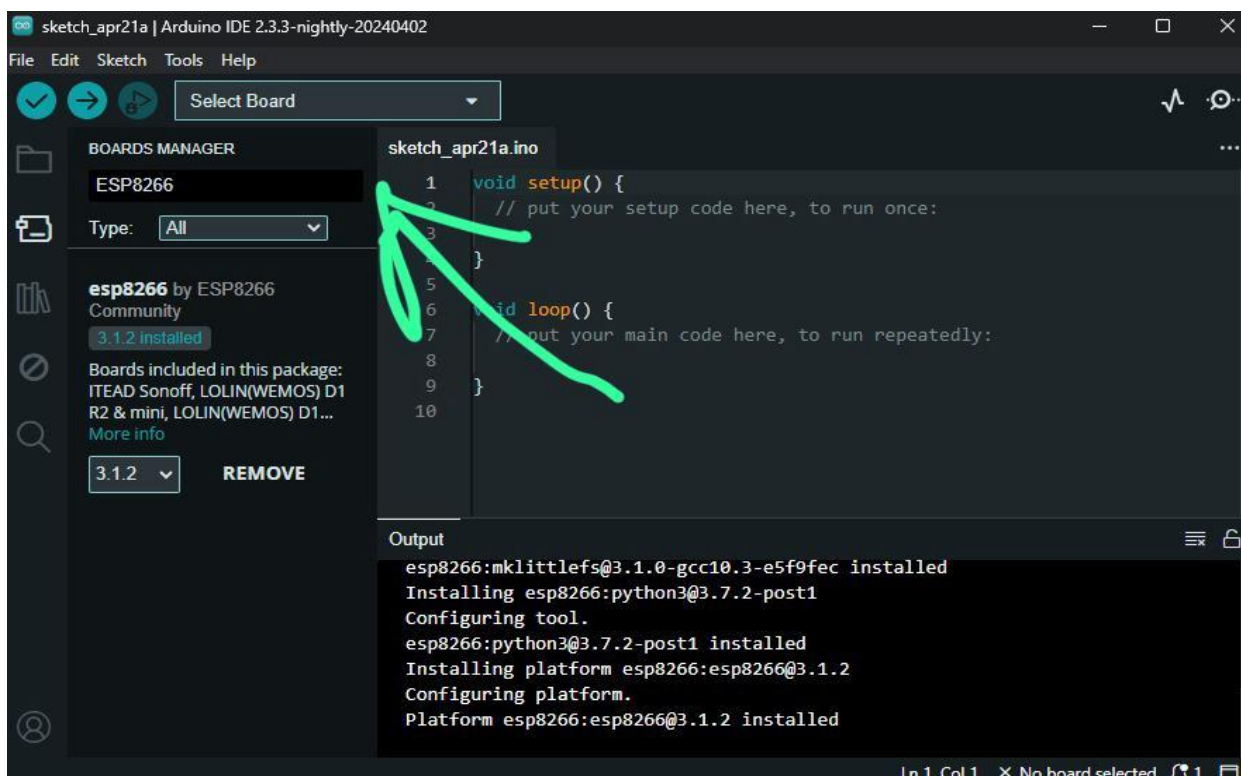 sketch_apr21a | Arduino IDE 2.3.3-nightly-20240402
File Edit Sketch Tools Help
Select Board
BOARDS MANAGER
ESP8266
Type: All
esp8266 by ESP8266
Community
3.1.2 installed
Boards included in this package:
ITEAD Sonoff, LOLIN(WEMOS) D1
R2 & mini, LOLIN(WEMOS) D1...
More info
3.1.2 REMOVE
sketch_apr21a.ino
1 void setup() {
2 // put your setup code here, to run once:
3
4 }
5
6 void loop() {
7 // put your main code here, to run repeatedly:
8
9 }
10
Output
esp8266:mklittlefs@3.1.0-gcc10.3-e5f9fec installed
Installing esp8266:python3@3.7.2-post1
Configuring tool.
esp8266:python3@3.7.2-post1 installed
Installing platform esp8266:esp8266@3.1.2
Configuring platform.
Platform esp8266:esp8266@3.1.2 installed
Ln 1, Col 1 × No board selected 1